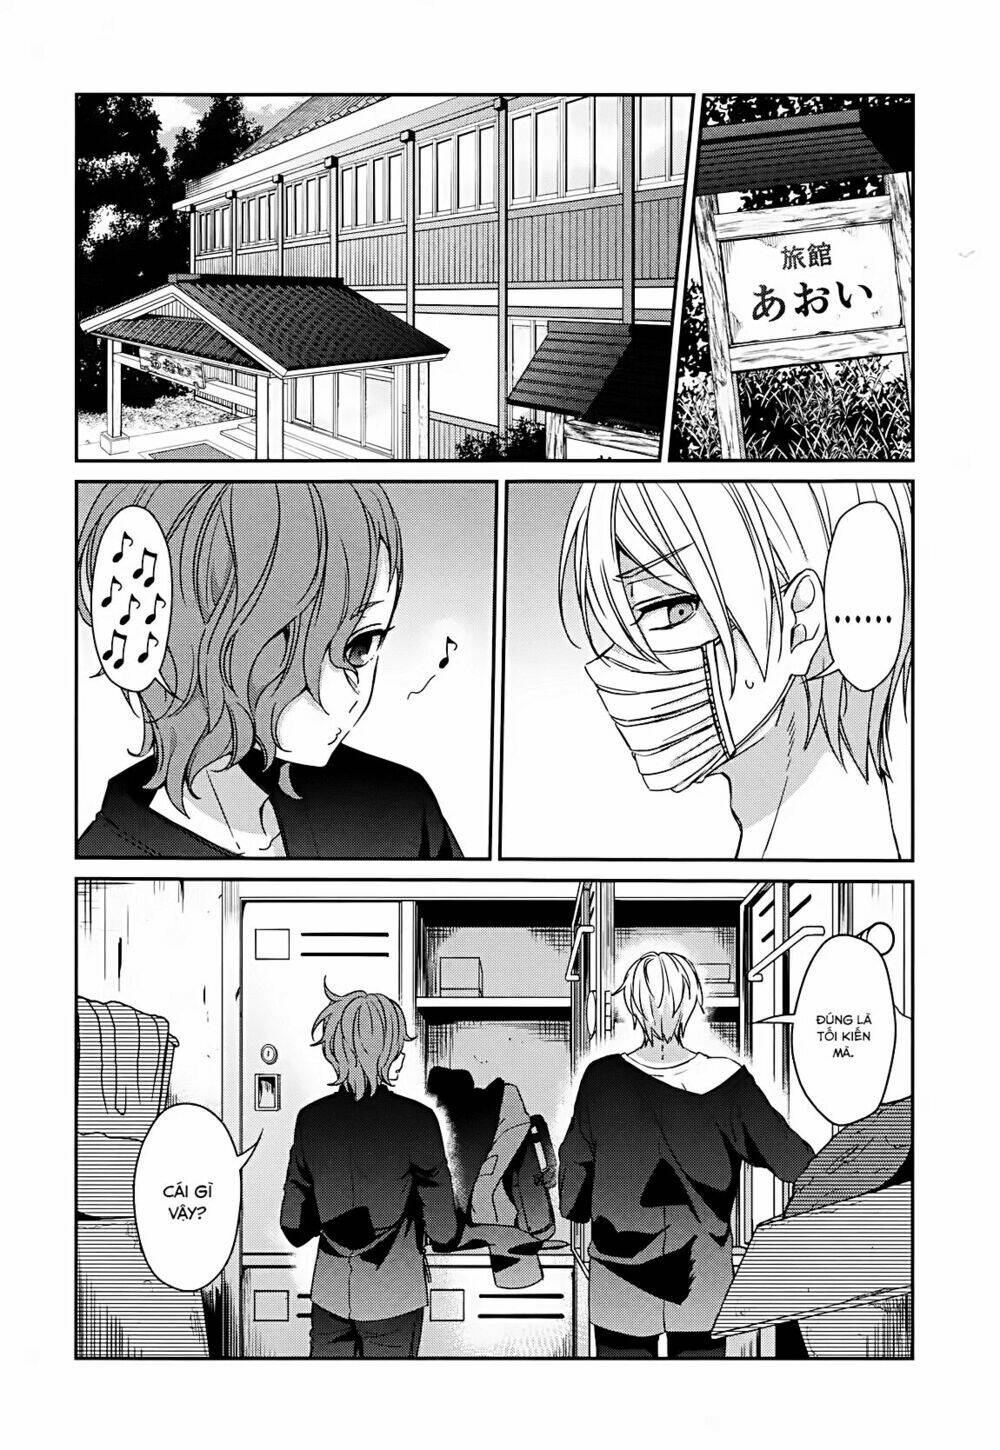 旅館
あおい
......
ĐÚNG LÀ
TỐI KIẾN
MÀ.
CÁI GÌ
VẬY?